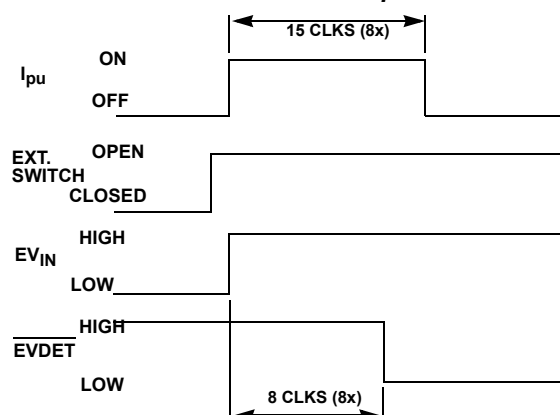 15 CLKS (8x)
Ipu
ON
OFF
EXT.
SWITCH
OPEN
CLOSED
EVIN
HIGH
LOW
EVDET
HIGH
LOW
8 CLKS (8x)